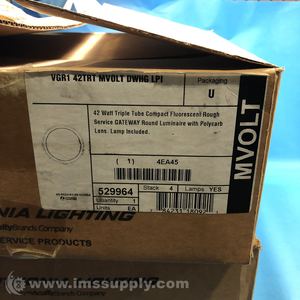 VGR1 42TRT MVOLT DWHG LPI
Packaging
U
42 Watt Triple Tube Compact Fluorescent Rough
Service GATEWAY Round Luminaire with Polycarb
Lens. Lamp Included.
( 1) 4EA45
529964
Stack 4
Lamps YES
Quantity 1
Units EA
MVOLT
NIA LIGHTING
AcuityBrands Company
SERVICE PRODUCTS
www.imssupply.com